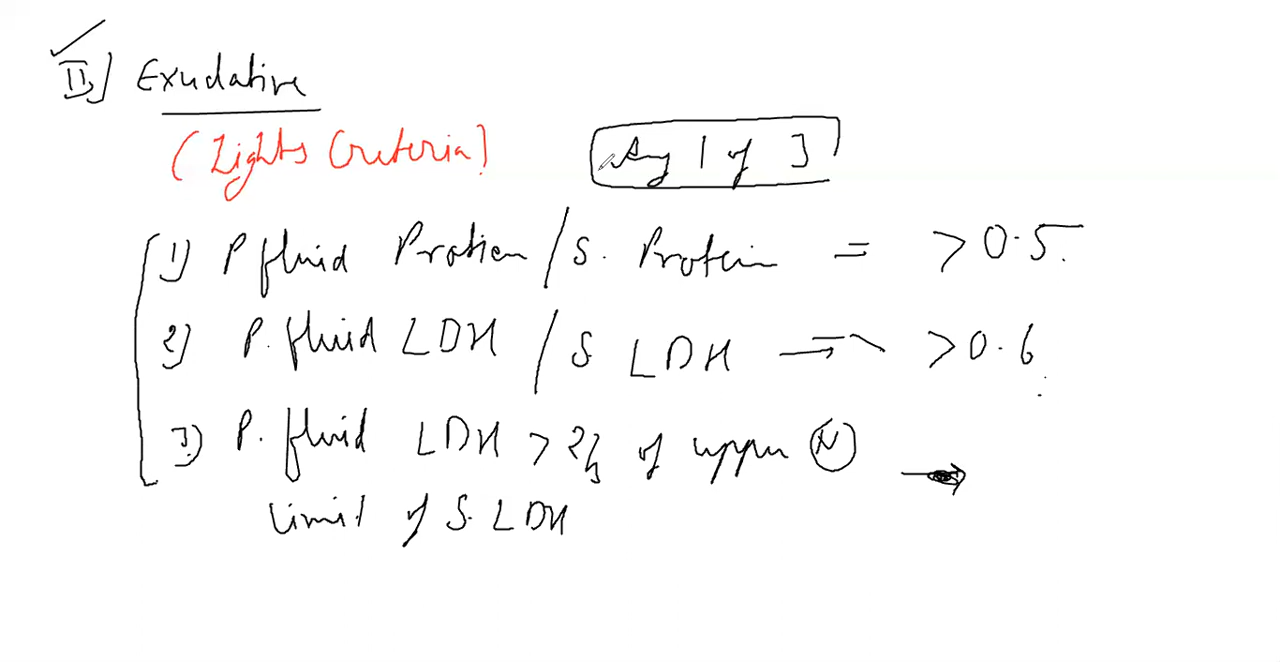 II) Exudative
(Lights Criteria) Any 1 of 3
1) P fluid Protien / S. Protein = > 0.5
2) P. fluid LDH / S LDH → > 0.6
3) P. fluid LDH > 2/3 of upper (N) →
limit of S. LDH